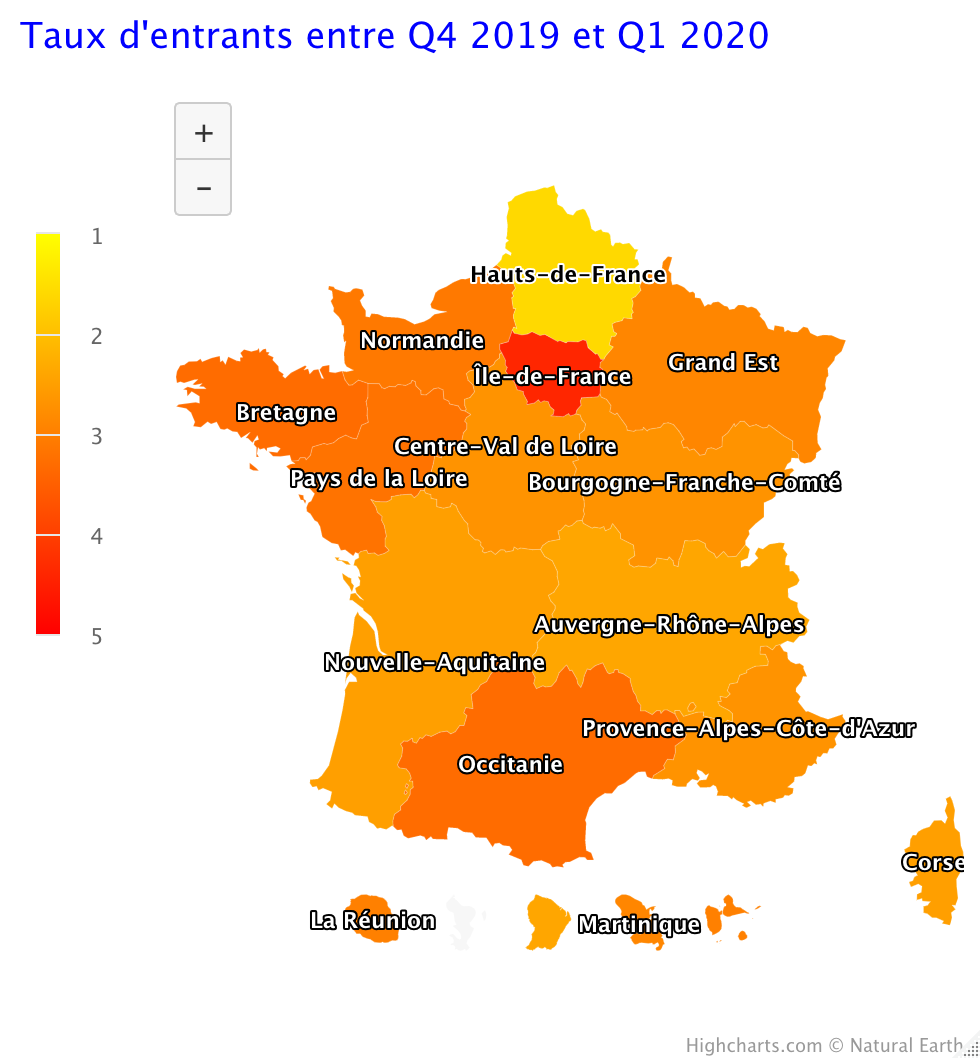 Taux d'entrants entre Q4 2019 et Q1 2020
+
−
1
2
3
4
5
Hauts-de-France
Normandie
Grand Est
Île-de-France
Bretagne
Centre-Val de Loire
Pays de la Loire
Bourgogne-Franche-Comté
Auvergne-Rhône-Alpes
Nouvelle-Aquitaine
Provence-Alpes-Côte-d'Azur
Occitanie
Corse
La Réunion
Martinique
Highcharts.com © Natural Earth